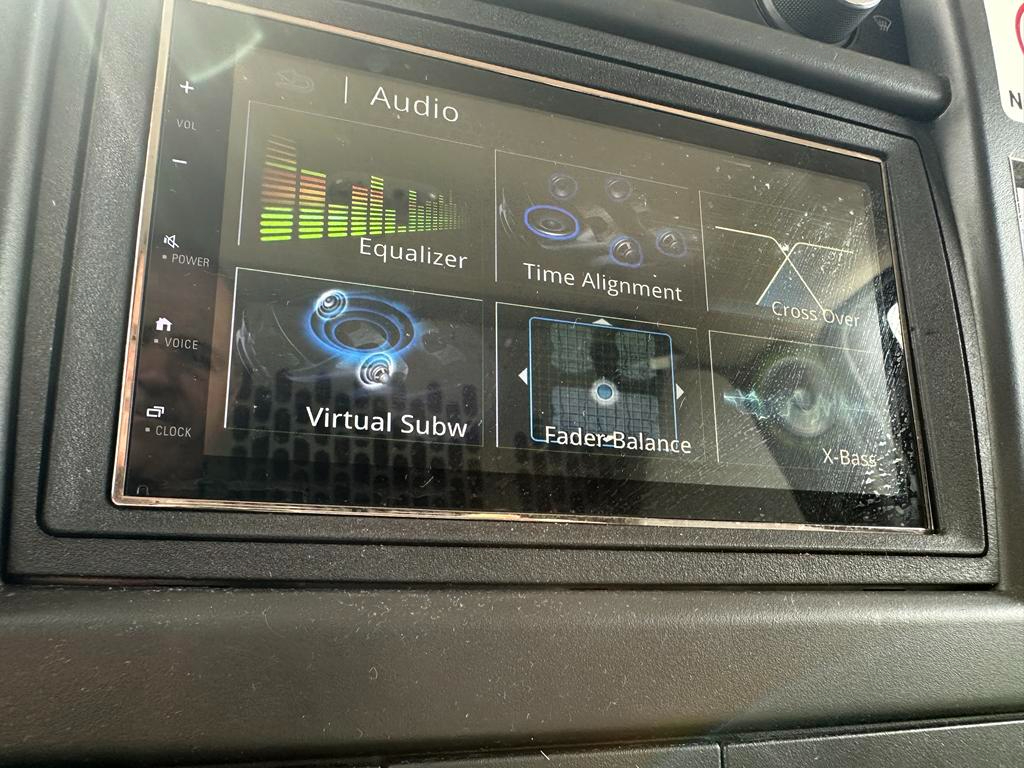 | Audio
+
VOL
−
POWER
VOICE
CLOCK
Equalizer
Time Alignment
Cross Over
Virtual Subw
Fader Balance
X-Bass
N